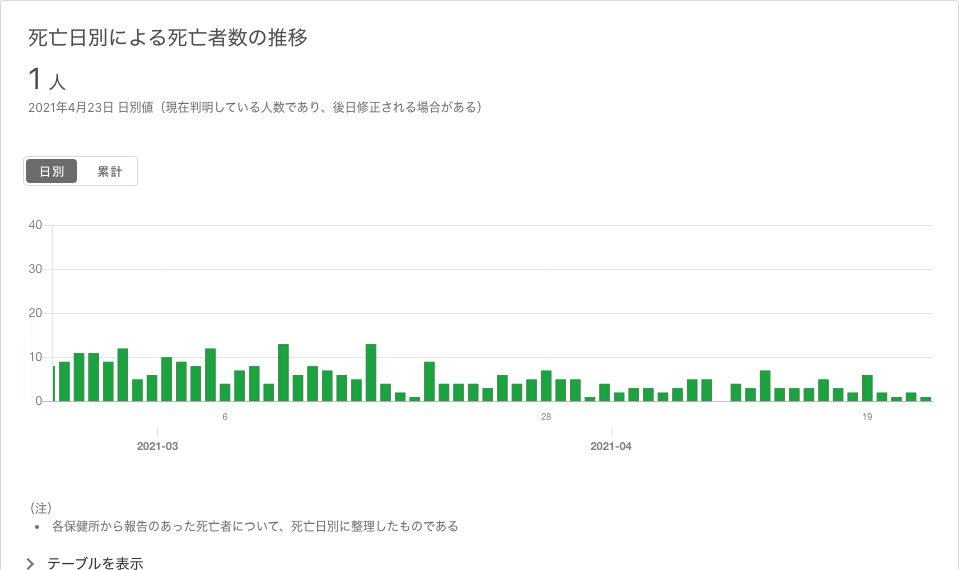 死亡日別による死亡者数の推移
1 人
2021年4月23日 日別値（現在判明している人数であり、後日修正される場合がある）
日別 累計
40
30
20
10
0
6 28 19
2021-03 2021-04
（注）
• 各保健所から報告のあった死亡者について、死亡日別に整理したものである
テーブルを表示